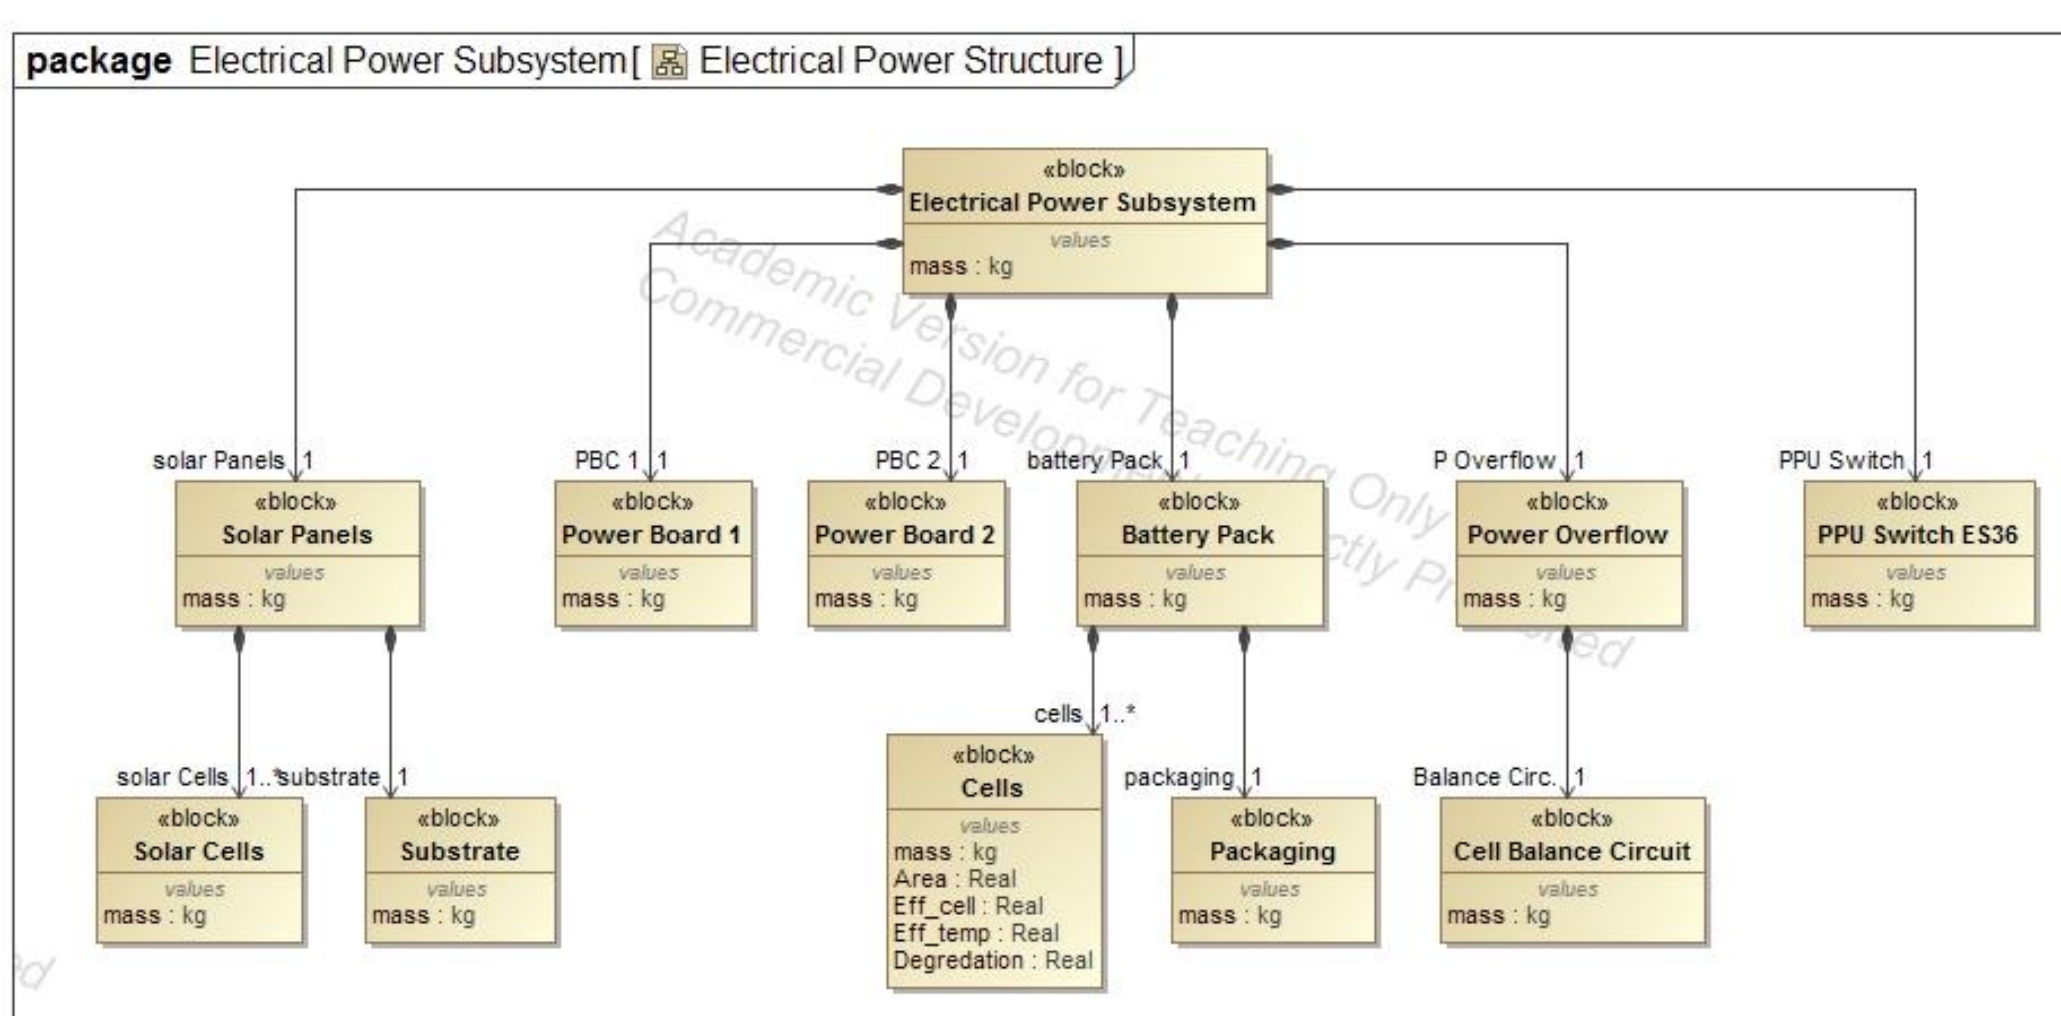 package Electrical Power Subsystem[ Electrical Power Structure ]
«block»
Electrical Power Subsystem
values
mass : kg
Academic Version for Teaching Only
Commercial Development
solar Panels 1
«block»
Solar Panels
values
mass : kg
PBC 1 1
«block»
Power Board 1
values
mass : kg
PBC 2 1
«block»
Power Board 2
values
mass : kg
battery Pack 1
«block»
Battery Pack
values
mass : kg
P Overflow 1
«block»
Power Overflow
values
mass : kg
PPU Switch 1
«block»
PPU Switch ES36
values
mass : kg
solar Cells 1..*
«block»
Solar Cells
values
mass : kg
substrate 1
«block»
Substrate
values
mass : kg
cells 1..*
«block»
Cells
values
mass : kg
Area : Real
Eff_cell : Real
Eff_temp : Real
Degredation : Real
packaging 1
«block»
Packaging
values
mass : kg
Balance Circ. 1
«block»
Cell Balance Circuit
values
mass : kg